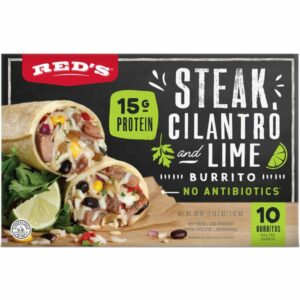 RED'S
STEAK,
CILANTRO
and LIME
BURRITO
NO ANTIBIOTICS
15G
PROTEIN
10
BURRITOS